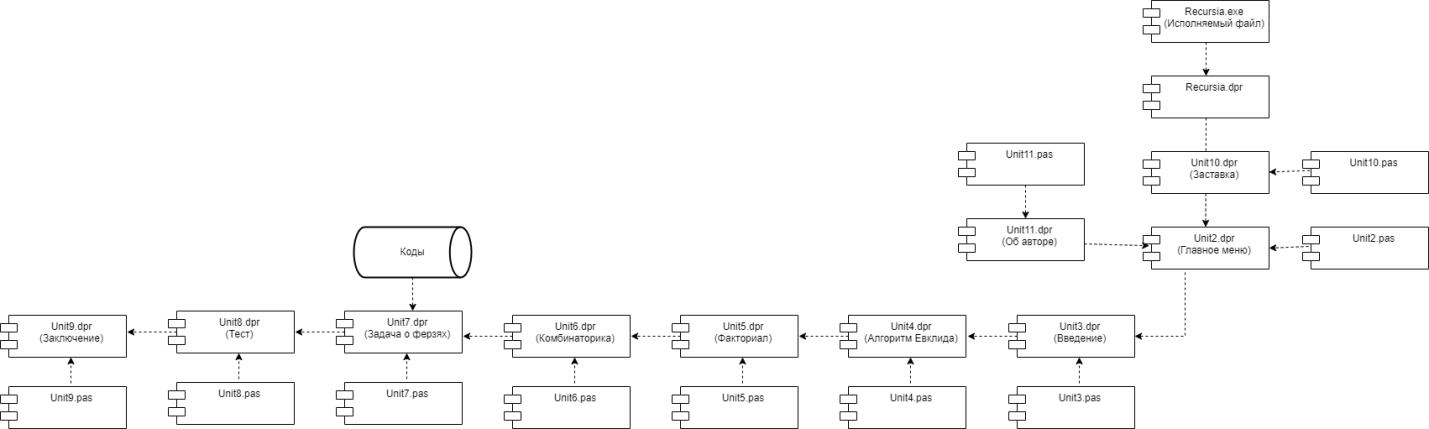 Recursia.exe
(Исполняемый файл)
Recursia.dpr
Unit11.pas
Unit10.dpr
(Заставка)
Unit10.pas
Unit11.dpr
(Об авторе)
Unit2.dpr
(Главное меню)
Unit2.pas
Коды
Unit9.dpr
(Заключение)
Unit8.dpr
(Тест)
Unit7.dpr
(Задача о ферзях)
Unit6.dpr
(Комбинаторика)
Unit5.dpr
(Факториал)
Unit4.dpr
(Алгоритм Евклида)
Unit3.dpr
(Введение)
Unit9.pas
Unit8.pas
Unit7.pas
Unit6.pas
Unit5.pas
Unit4.pas
Unit3.pas